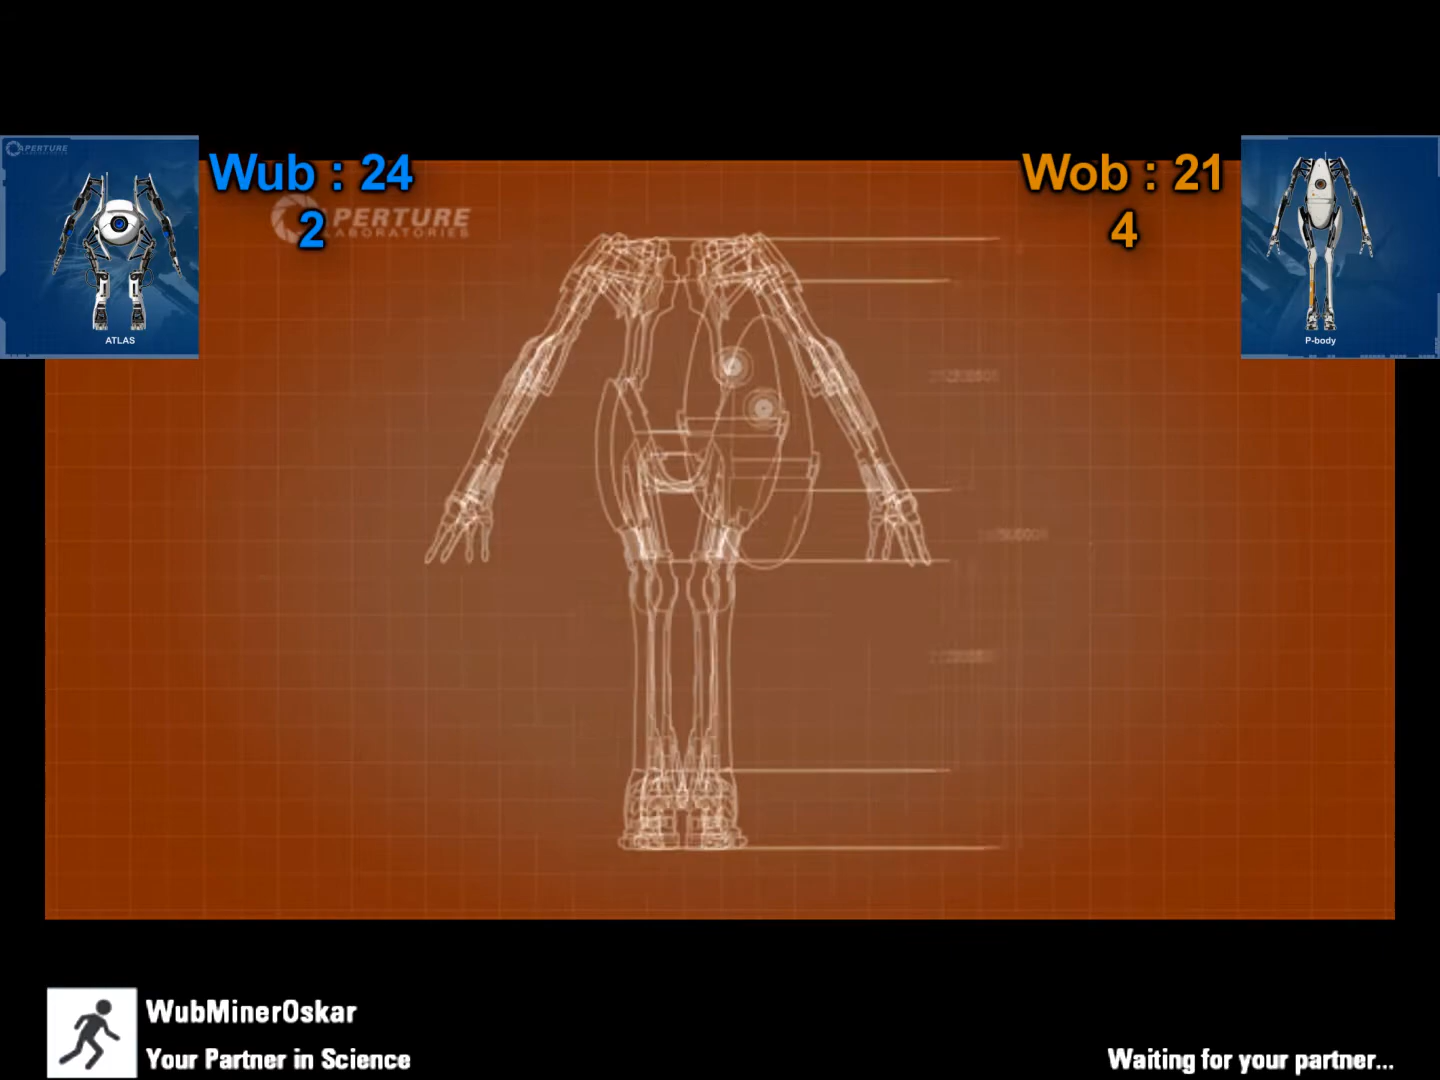 APERTURE
LABORATORIES
Wub : 24
2
Wob : 21
4
PERTURE
LABORATORIES
ATLAS
P-body
WubMinerOskar
Your Partner in Science
Waiting for your partner...